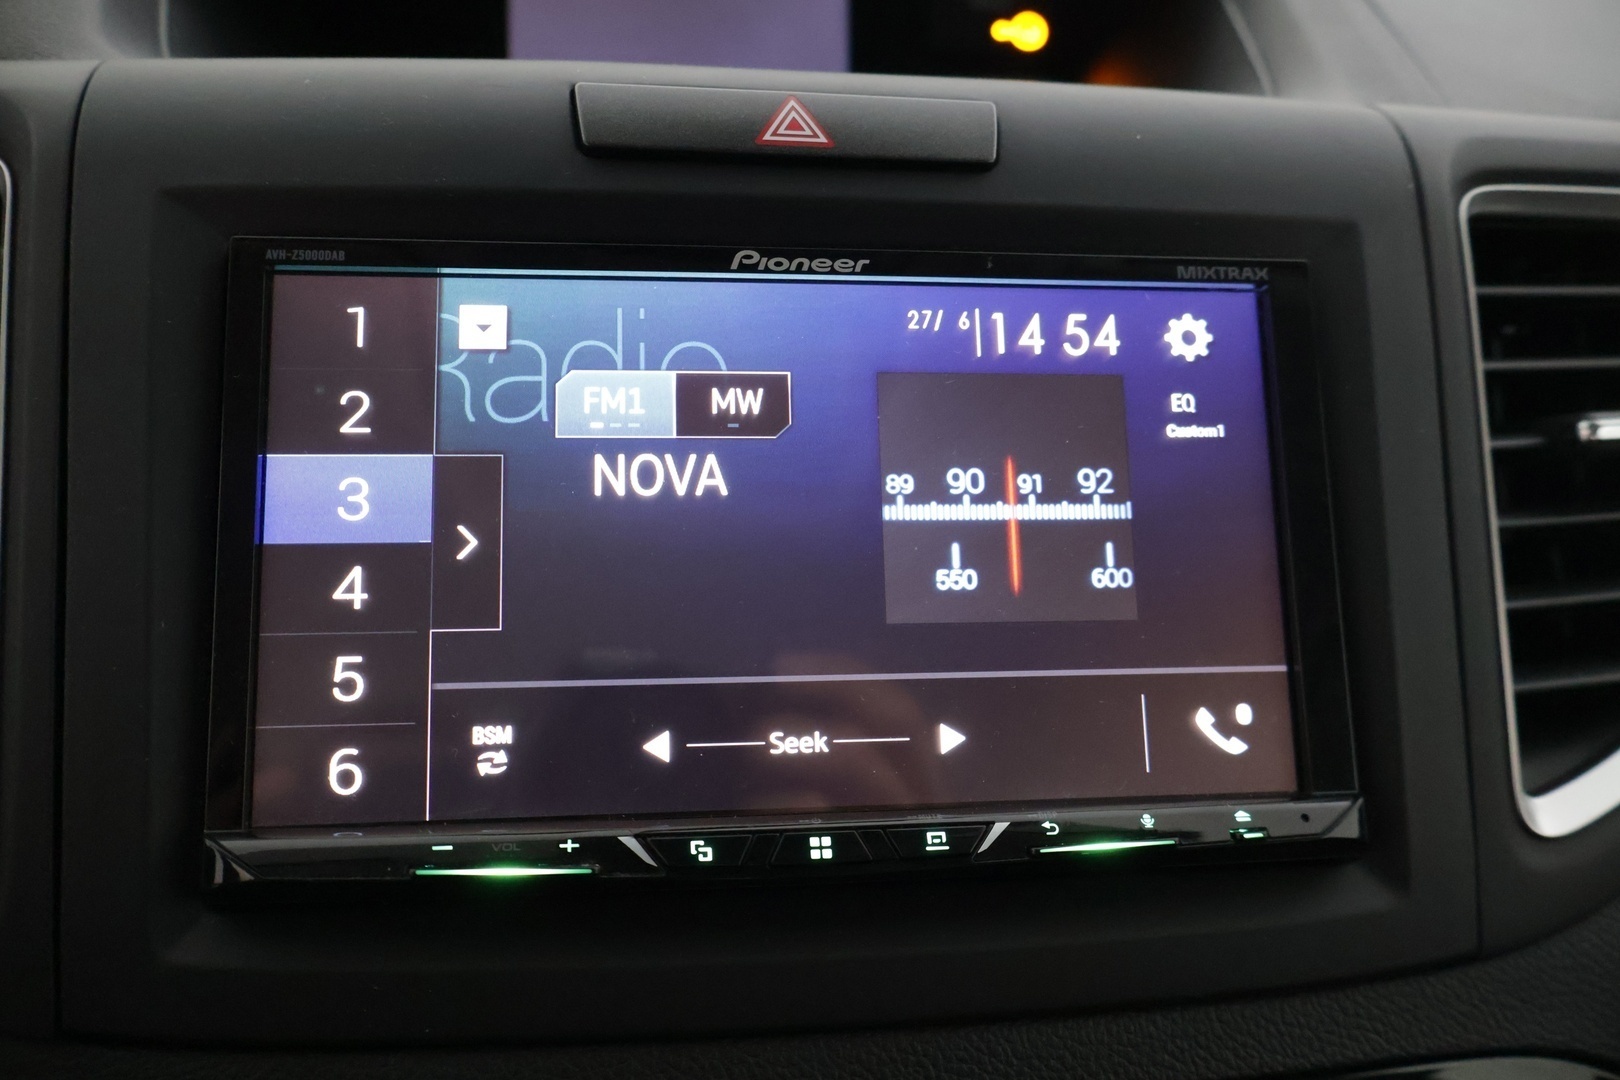 AVH-Z5000DAB
Pioneer
MIXTRAX
1
2
3
4
5
6
Radio
27/ 6 14 54
FM1
MW
EQ
Custom1
NOVA
89 90 91 92
550 600
BSM
Seek
VOL